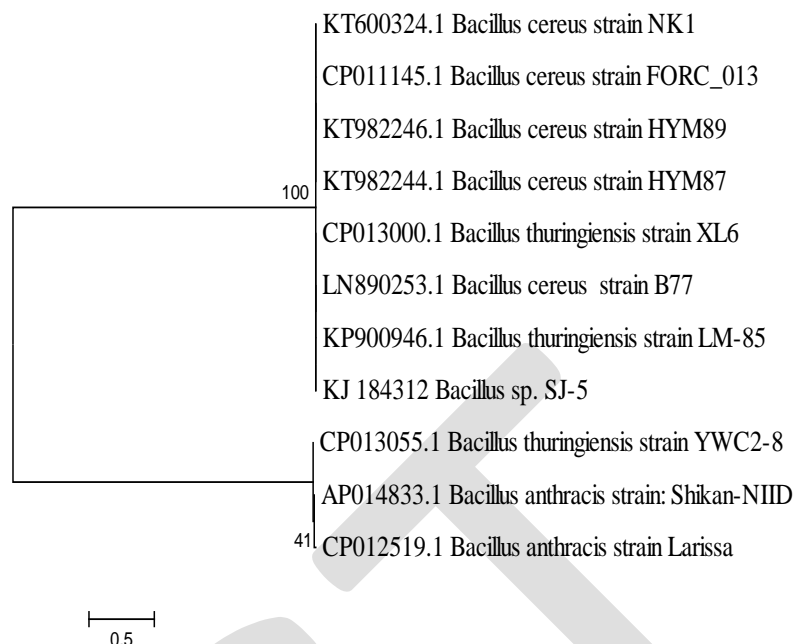 KT600324.1 Bacillus cereus strain NK1
CP011145.1 Bacillus cereus strain FORC_013
KT982246.1 Bacillus cereus strain HYM89
100
KT982244.1 Bacillus cereus strain HYM87
CP013000.1 Bacillus thuringiensis strain XL6
LN890253.1 Bacillus cereus strain B77
KP900946.1 Bacillus thuringiensis strain LM-85
KJ 184312 Bacillus sp. SJ-5
CP013055.1 Bacillus thuringiensis strain YWC2-8
AP014833.1 Bacillus anthracis strain: Shikan-NIID
41 CP012519.1 Bacillus anthracis strain Larissa
0.5